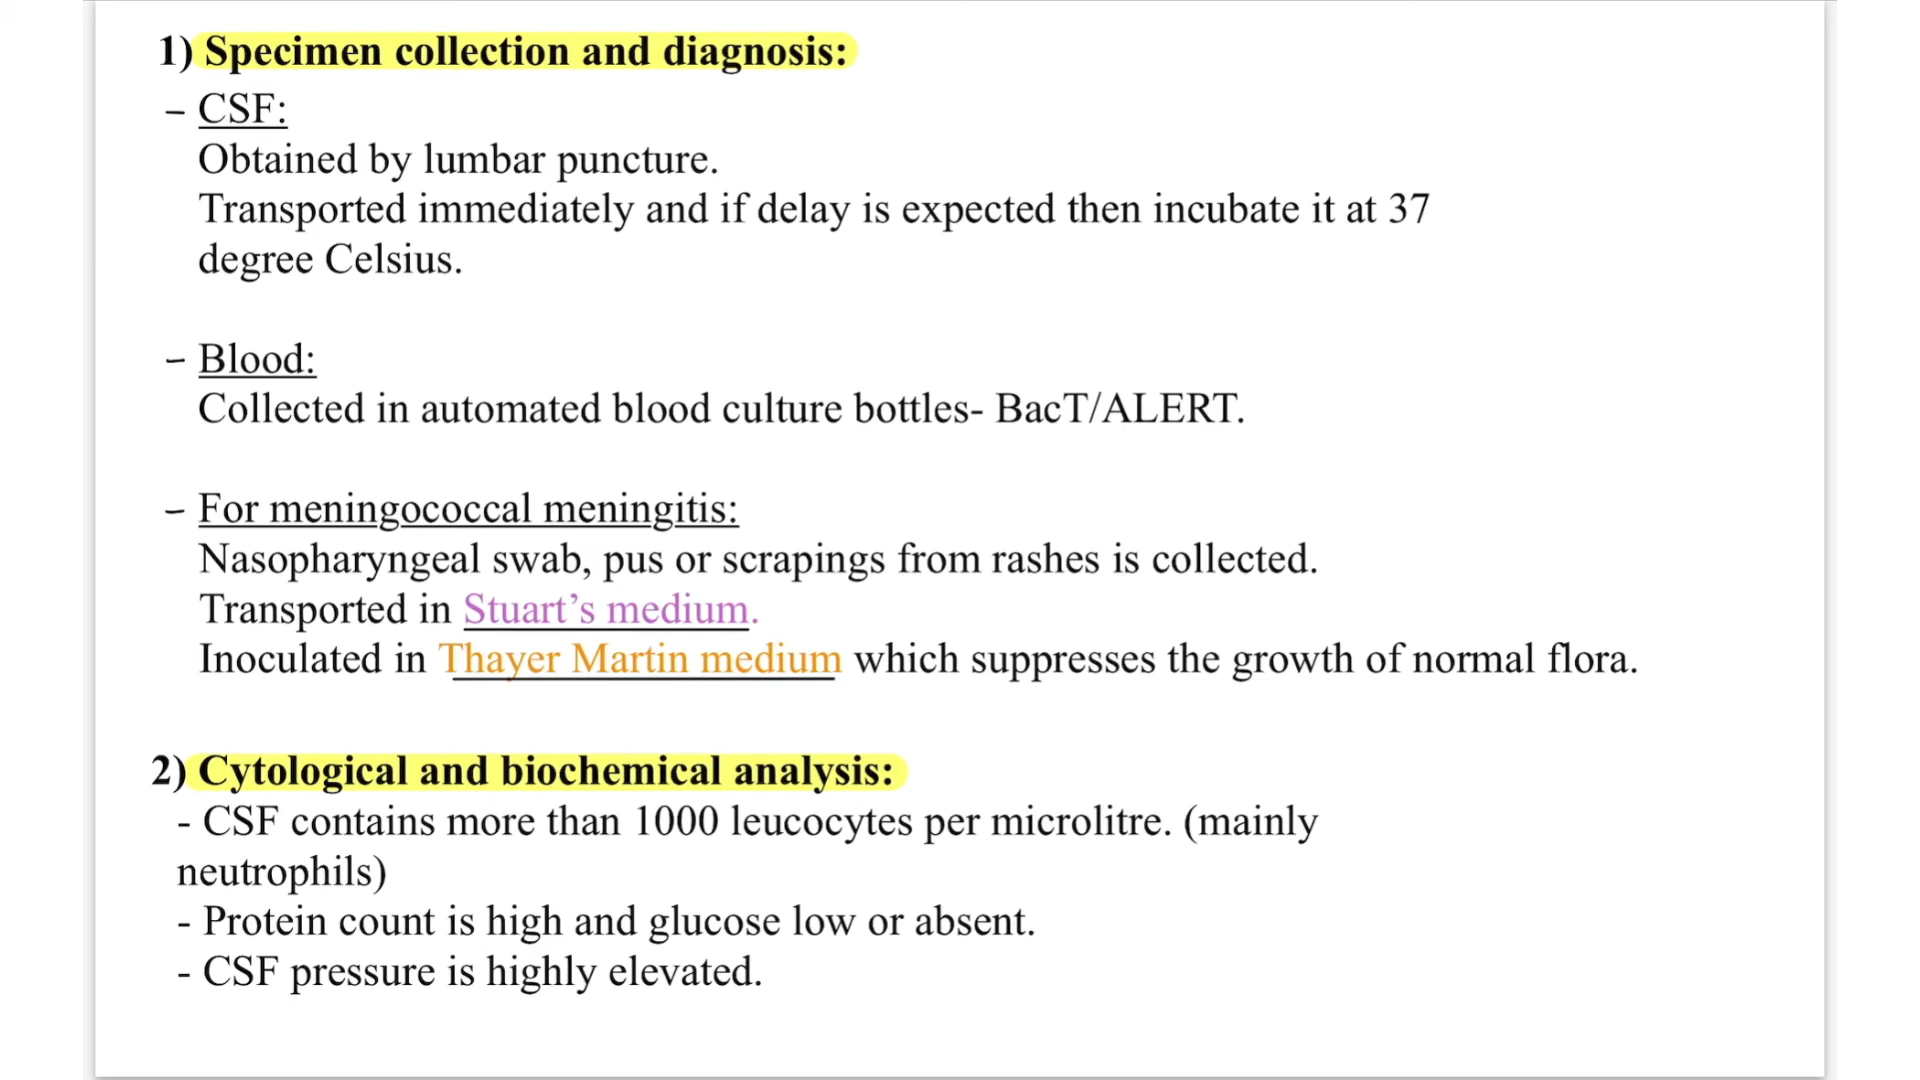 1) Specimen collection and diagnosis:
– CSF:
Obtained by lumbar puncture.
Transported immediately and if delay is expected then incubate it at 37
degree Celsius.
– Blood:
Collected in automated blood culture bottles- BacT/ALERT.
– For meningococcal meningitis:
Nasopharyngeal swab, pus or scrapings from rashes is collected.
Transported in Stuart’s medium.
Inoculated in Thayer Martin medium which suppresses the growth of normal flora.
2) Cytological and biochemical analysis:
- CSF contains more than 1000 leucocytes per microlitre. (mainly
neutrophils)
- Protein count is high and glucose low or absent.
- CSF pressure is highly elevated.